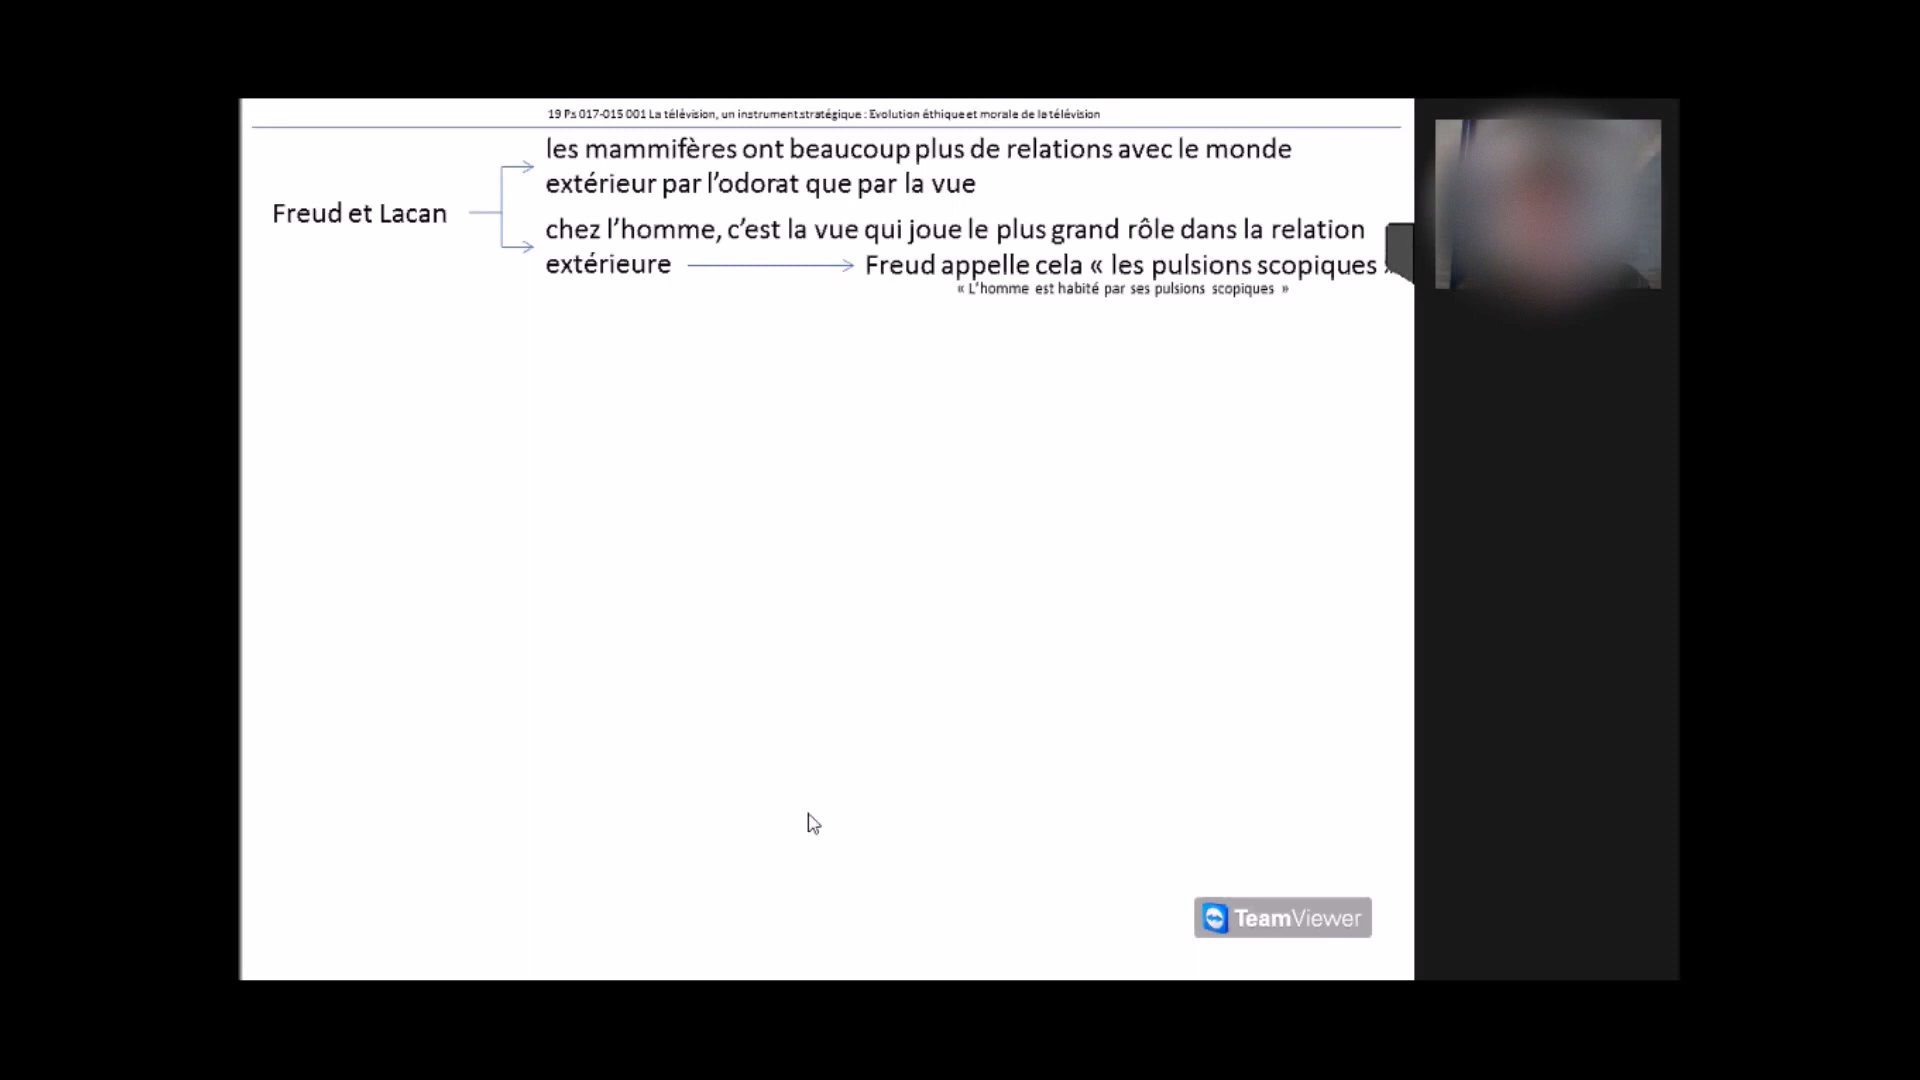 19 Ps 017-015 001 La télévision, un instrument stratégique : Evolution éthique et morale de la télévision
les mammifères ont beaucoup plus de relations avec le monde
extérieur par l’odorat que par la vue
Freud et Lacan
chez l’homme, c’est la vue qui joue le plus grand rôle dans la relation
extérieure
Freud appelle cela « les pulsions scopiques »
« L’homme est habité par ses pulsions scopiques »
TeamViewer